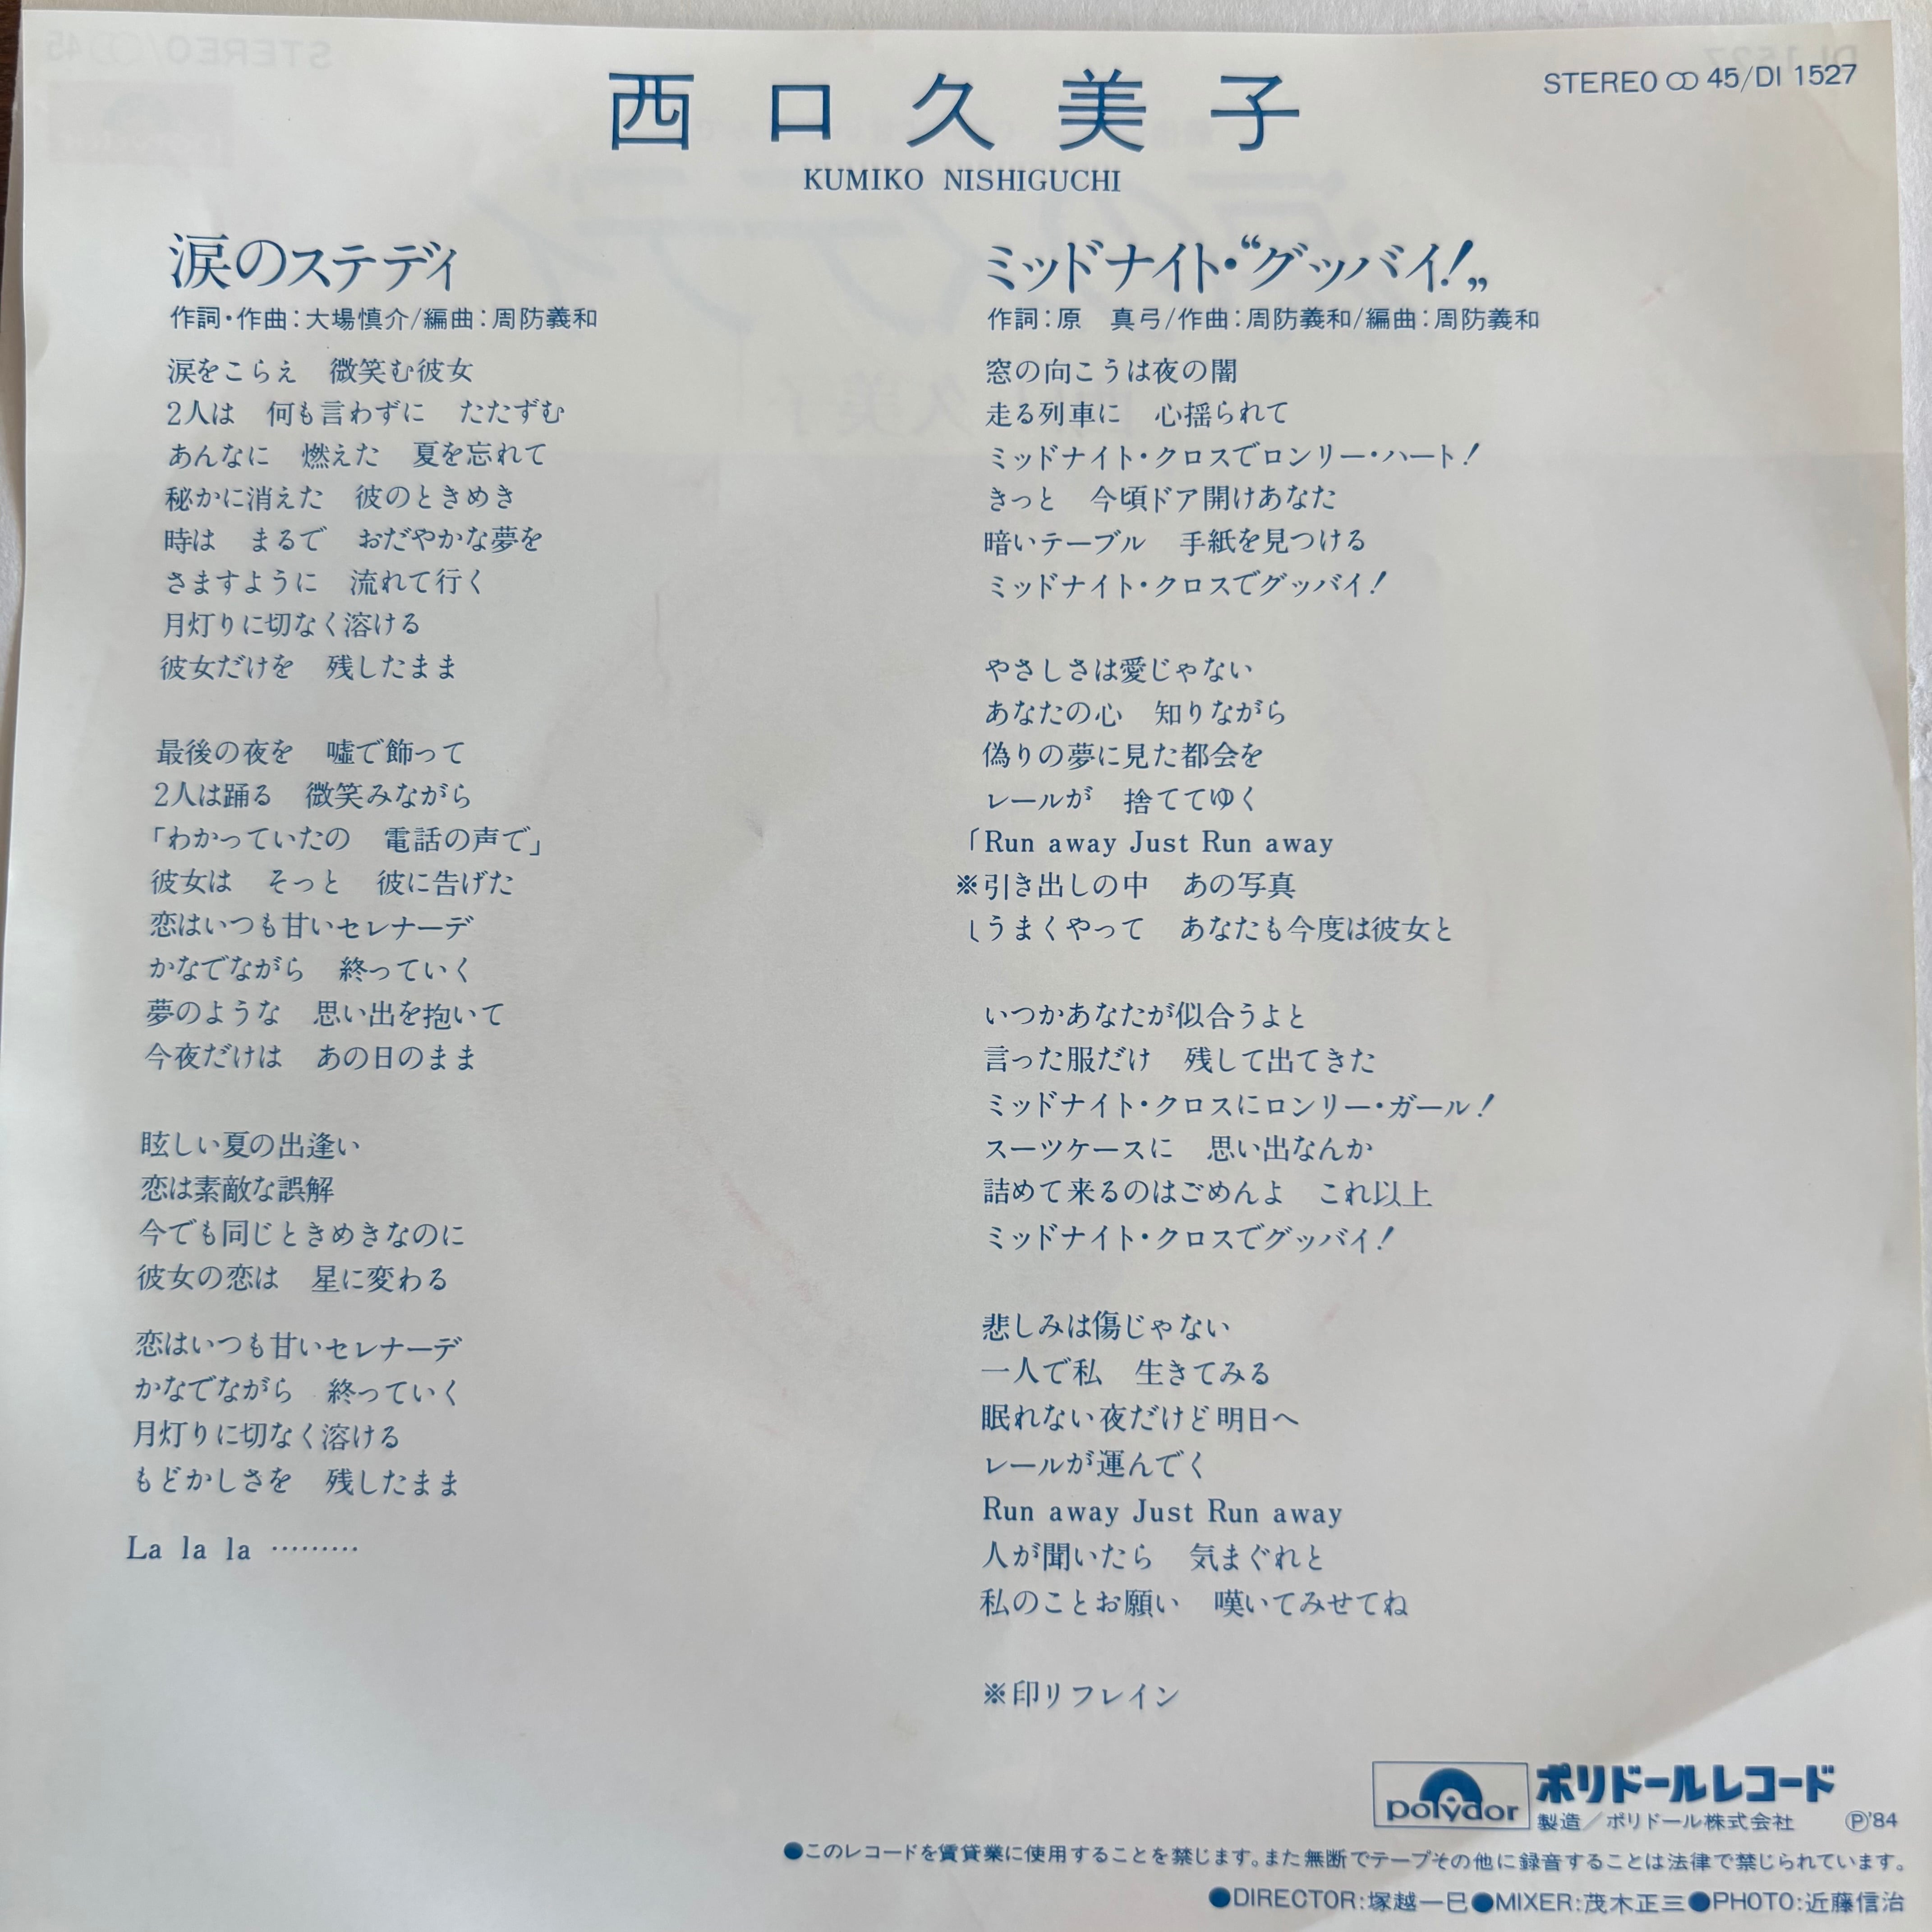 西口久美子
KUMIKO NISHIGUCHI
STEREO 45/DI 1527
涙のステディ
作詞・作曲：大場慎介/編曲：周防義和
涙をこらえ　微笑む彼女
2人は　何も言わずに　たたずむ
あんなに　燃えた　夏を忘れて
秘かに消えた　彼のときめき
時は　まるで　おだやかな夢を
さますように　流れて行く
月灯りに切なく溶ける
彼女だけを　残したまま
最後の夜を　嘘で飾って
2人は踊る　微笑みながら
「わかっていたの　電話の声で」
彼女は　そっと　彼に告げた
恋はいつも甘いセレナーデ
かなでながら　終っていく
夢のような　思い出を抱いて
今夜だけは　あの日のまま
眩しい夏の出逢い
恋は素敵な誤解
今でも同じときめきなのに
彼女の恋は　星に変わる
恋はいつも甘いセレナーデ
かなでながら　終っていく
月灯りに切なく溶ける
もどかしさを　残したまま
La la la ………
ミッドナイト・“グッバイ!„
作詞：原　真弓/作曲：周防義和/編曲：周防義和
窓の向こうは夜の闇
走る列車に　心揺られて
ミッドナイト・クロスでロンリー・ハート!
きっと　今頃ドア開けあなた
暗いテーブル　手紙を見つける
ミッドナイト・クロスでグッバイ!
やさしさは愛じゃない
あなたの心　知りながら
偽りの夢に見た都会を
レールが　捨ててゆく
「Run away Just Run away
※引き出しの中　あの写真
うまくやって　あなたも今度は彼女と
いつかあなたが似合うよと
言った服だけ　残して出てきた
ミッドナイト・クロスにロンリー・ガール!
スーツケースに　思い出なんか
詰めて来るのはごめんよ　これ以上
ミッドナイト・クロスでグッバイ!
悲しみは傷じゃない
一人で私　生きてみる
眠れない夜だけど明日へ
レールが運んでく
Run away Just Run away
人が聞いたら　気まぐれと
私のことお願い　嘆いてみせてね
※印リフレイン
polydor ポリドールレコード
製造／ポリドール株式会社　Ⓟ'84
●このレコードを賃貸業に使用することを禁じます。また無断でテープその他に録音することは法律で禁じられています。
●DIRECTOR:塚越一巳●MIXER:茂木正三●PHOTO:近藤信治